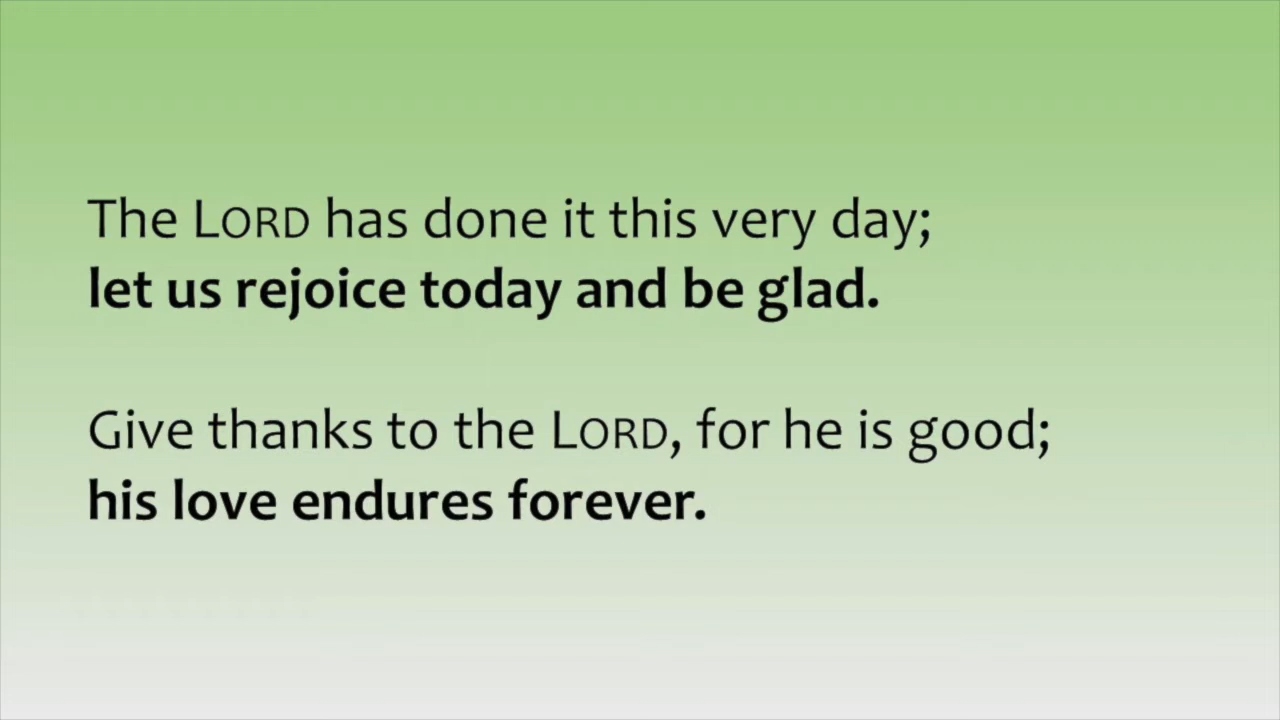 The LORD has done it this very day;
let us rejoice today and be glad.
Give thanks to the LORD, for he is good;
his love endures forever.